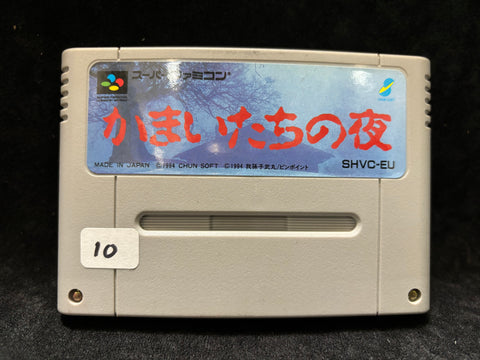 スーパーファミコン
かまいたちの夜
MADE IN JAPAN ©1994 CHUN SOFT ©1994 我孫子武丸/ピンポイント
SHVC-EU
10